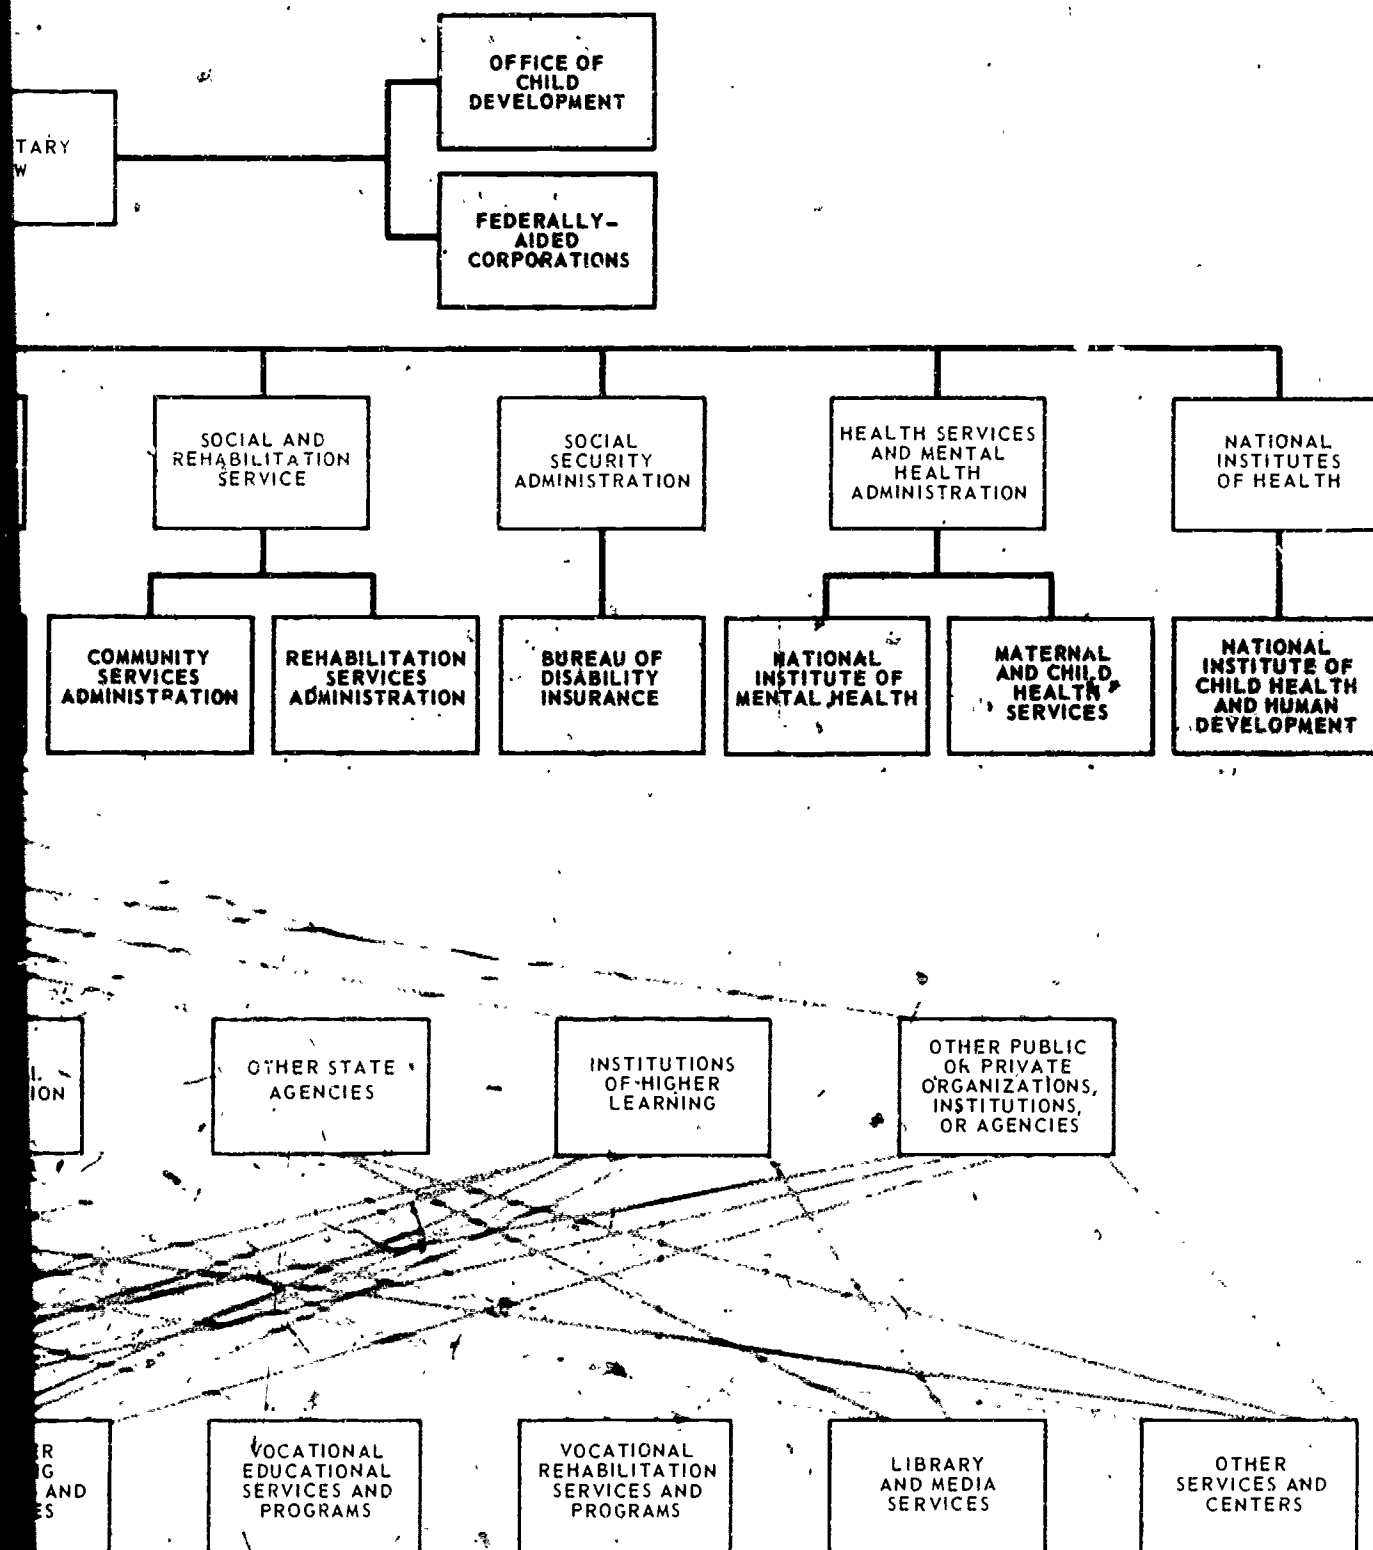 OFFICE OF
CHILD
DEVELOPMENT
TARY
W
FEDERALLY-
AIDED
CORPORATIONS
SOCIAL AND
REHABILITATION
SERVICE
SOCIAL
SECURITY
ADMINISTRATION
HEALTH SERVICES
AND MENTAL
HEALTH
ADMINISTRATION
NATIONAL
INSTITUTES
OF HEALTH
COMMUNITY
SERVICES
ADMINISTRATION
REHABILITATION
SERVICES
ADMINISTRATION
BUREAU OF
DISABILITY
INSURANCE
NATIONAL
INSTITUTE OF
MENTAL HEALTH
MATERNAL
AND CHILD
HEALTH
SERVICES
NATIONAL
INSTITUTE OF
CHILD HEALTH
AND HUMAN
DEVELOPMENT
ION
OTHER STATE
AGENCIES
INSTITUTIONS
OF HIGHER
LEARNING
OTHER PUBLIC
OR PRIVATE
ORGANIZATIONS,
INSTITUTIONS,
OR AGENCIES
ER
G
AND
ES
VOCATIONAL
EDUCATIONAL
SERVICES AND
PROGRAMS
VOCATIONAL
REHABILITATION
SERVICES AND
PROGRAMS
LIBRARY
AND MEDIA
SERVICES
OTHER
SERVICES AND
CENTERS